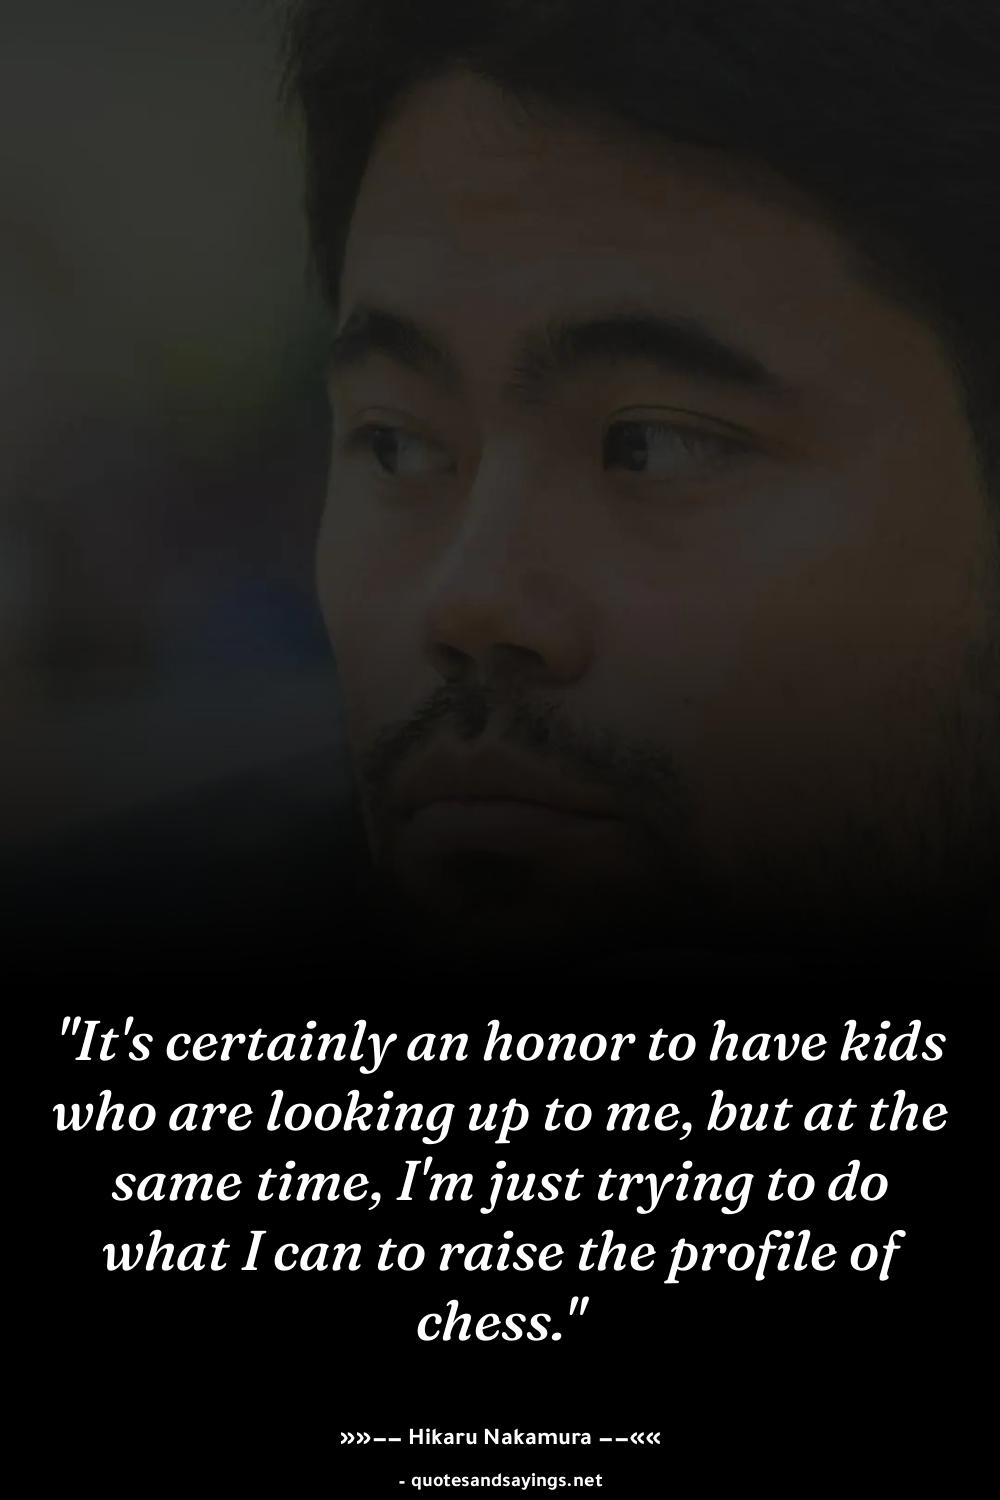 "It's certainly an honor to have kids
who are looking up to me, but at the
same time, I'm just trying to do
what I can to raise the profile of
chess."
»»–– Hikaru Nakamura ––««
- quotesandsayings.net